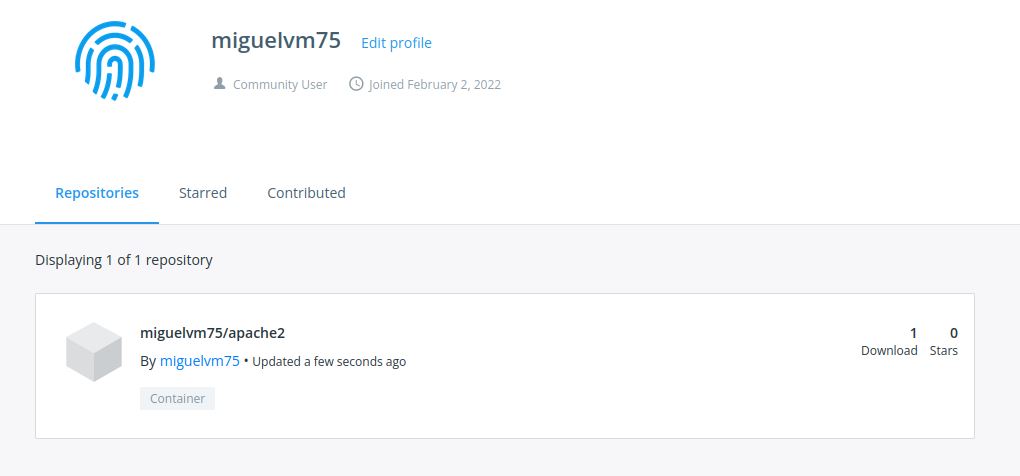 miguelvm75 Edit profile
Community User Joined February 2, 2022
Repositories Starred Contributed
Displaying 1 of 1 repository
miguelvm75/apache2
By miguelvm75 • Updated a few seconds ago
Container
1 0
Download Stars